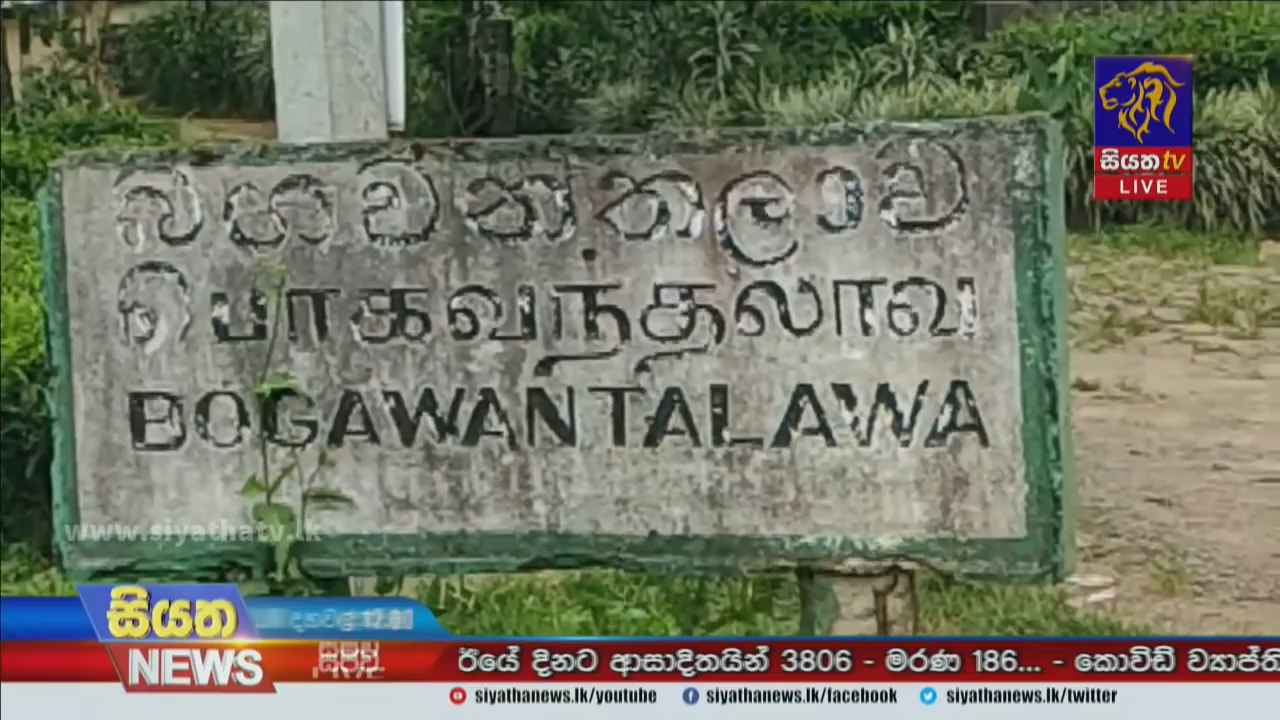 සියත tv
LIVE
බගවන්තලාව
பொகவந்தலாவ
BOGAWANTALAWA
www.siyathatv.lk
සියත
NEWS
ඊයේ දිනට ආසාදිතයින් 3806 - මරණ 186... - කොවිඩ් ව්‍යාප්ති
siyathanews.lk/youtube siyathanews.lk/facebook siyathanews.lk/twitter